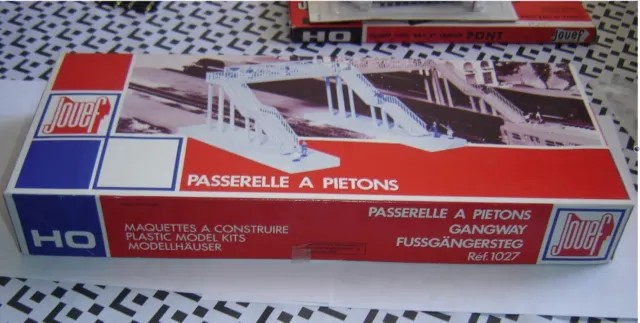 HO
PONT
Jouef
Jouef
PASSERELLE A PIETONS
HO
MAQUETTES A CONSTRUIRE
PLASTIC MODEL KITS
MODELLHÄUSER
PASSERELLE A PIETONS
GANGWAY
FUSSGÄNGERSTEG
Réf.1027
Jouef